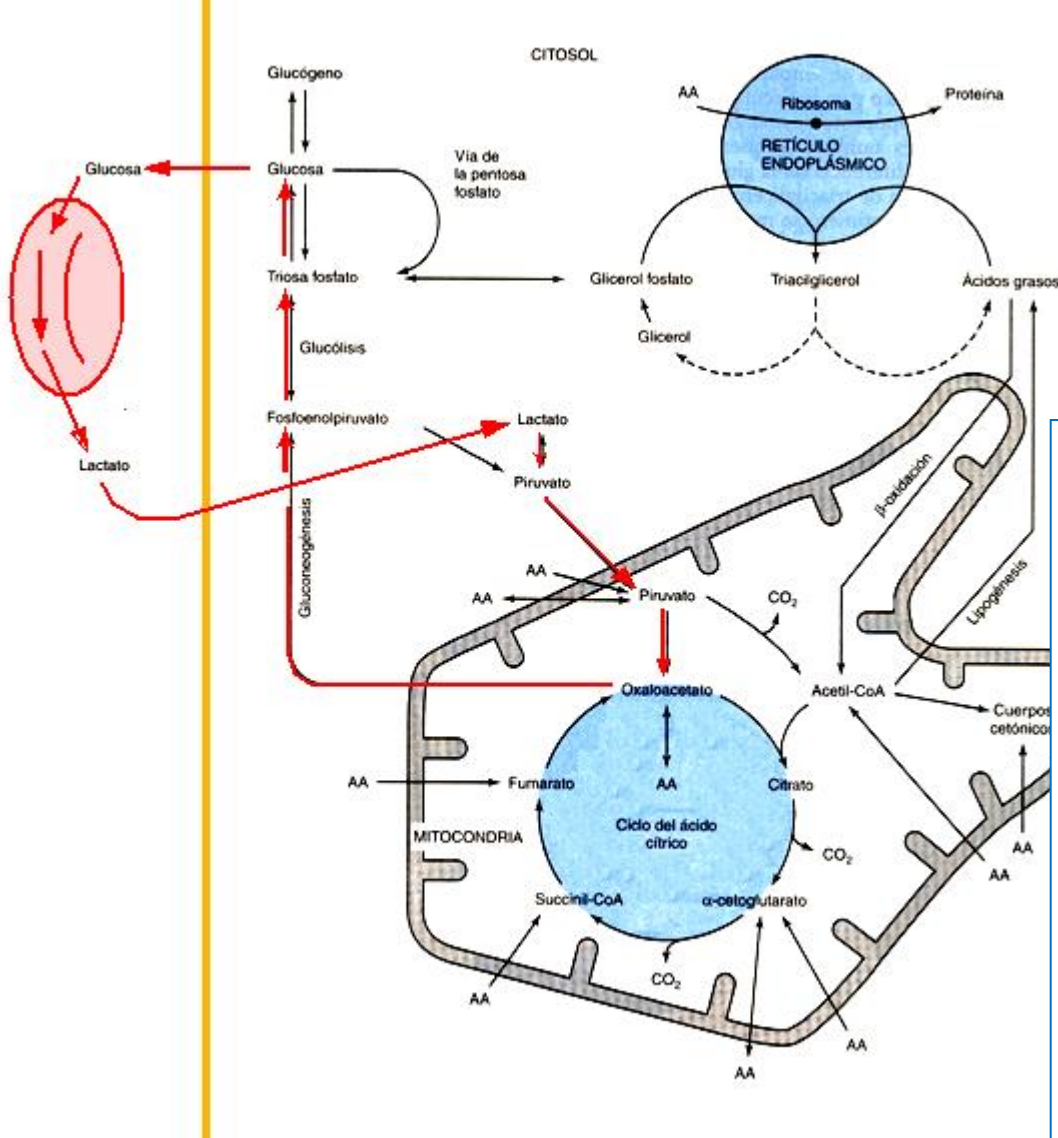 CITOSOL
Glucógeno
AA
Ribosoma
Proteína
RETÍCULO
ENDOPLÁSMICO
Glucosa
Glucosa
Vía de
la pentosa
fosfato
Triosa fosfato
Glicerol fosfato
Triacilglicerol
Ácidos grasos
Glicerol
Glucólisis
Fosfoenolpiruvato
Lactato
Lactato
Piruvato
β-oxidación
Gluconeogénesis
AA
AA
Piruvato
CO2
Lipogénesis
Oxaloacetato
Acetil-CoA
Cuerpos
cetónicos
AA
Fumarato
AA
Citrato
Ciclo del ácido
cítrico
MITOCONDRIA
CO2
AA
AA
Succinil-CoA
α-cetoglutarato
CO2
AA
AA
AA